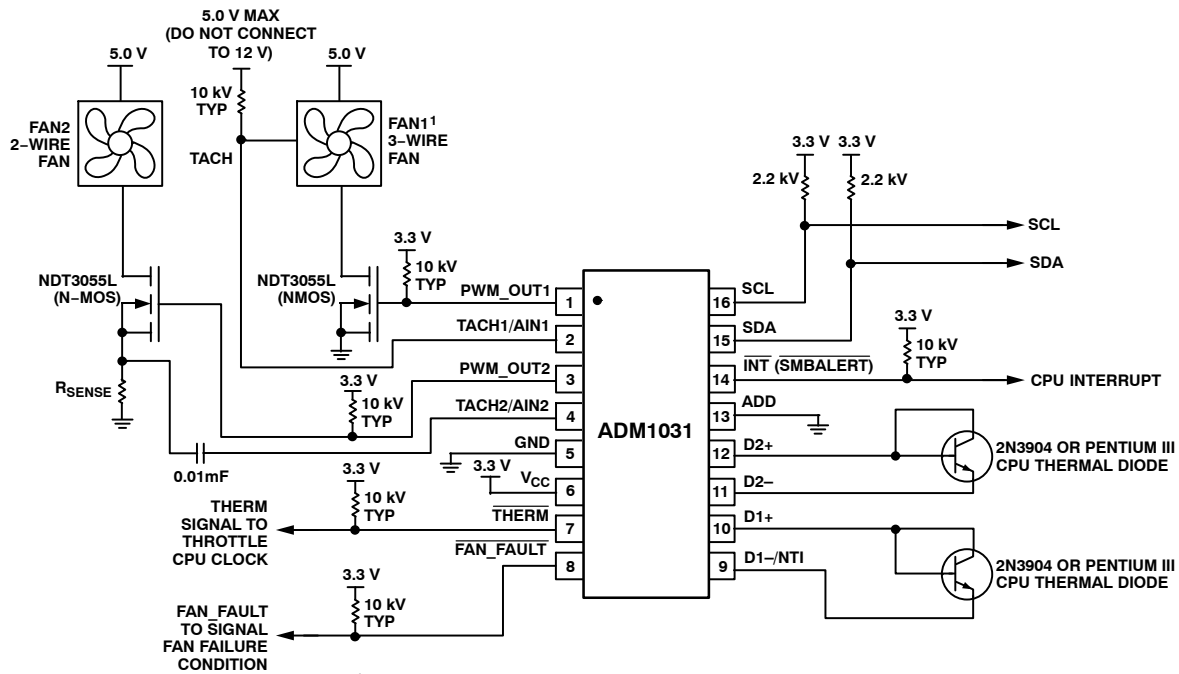 5.0 V MAX
(DO NOT CONNECT
TO 12 V)
5.0 V
5.0 V
10 kV
TYP
FAN2
2−WIRE
FAN
TACH
FAN1¹
3−WIRE
FAN
3.3 V
3.3 V
2.2 kV
2.2 kV
SCL
SDA
NDT3055L
(N−MOS)
NDT3055L
(NMOS)
3.3 V
10 kV
TYP
PWM_OUT1
1
TACH1/AIN1
2
PWM_OUT2
3
TACH2/AIN2
4
GND
5
VCC
6
THERM
7
FAN_FAULT
8
ADM1031
16
SCL
15
SDA
14
INT (SMBALERT)
13
ADD
12
D2+
11
D2−
10
D1+
9
D1−/NTI
3.3 V
10 kV
TYP
CPU INTERRUPT
RSENSE
3.3 V
10 kV
TYP
0.01mF
3.3 V
2N3904 OR PENTIUM III
CPU THERMAL DIODE
2N3904 OR PENTIUM III
CPU THERMAL DIODE
3.3 V
10 kV
TYP
THERM
SIGNAL TO
THROTTLE
CPU CLOCK
3.3 V
10 kV
TYP
FAN_FAULT
TO SIGNAL
FAN FAILURE
CONDITION